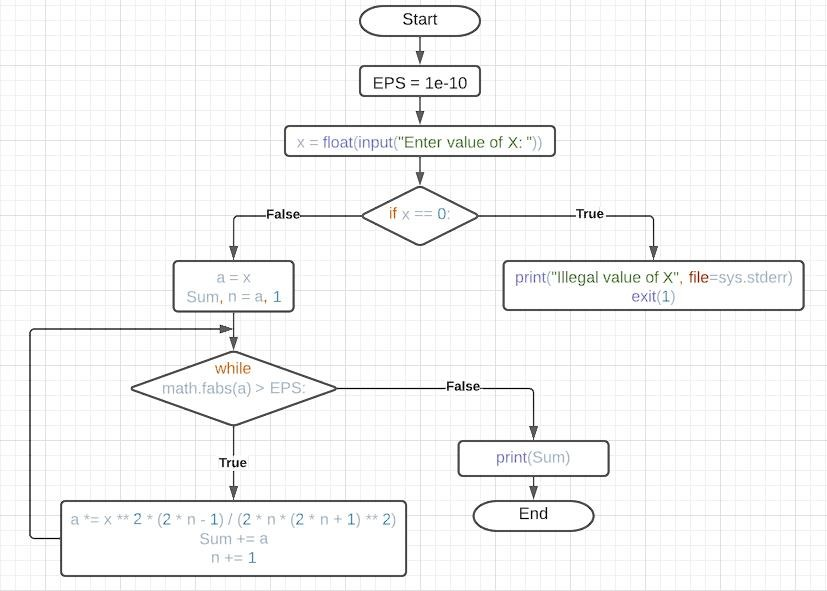 Start
EPS = 1e-10
x = float(input("Enter value of X: "))
if x == 0:
False
True
a = x
Sum, n = a, 1
print("Illegal value of X", file=sys.stderr)
exit(1)
while
math.fabs(a) > EPS:
False
True
print(Sum)
End
a *= x ** 2 * (2 * n - 1) / (2 * n * (2 * n + 1) ** 2)
Sum += a
n += 1